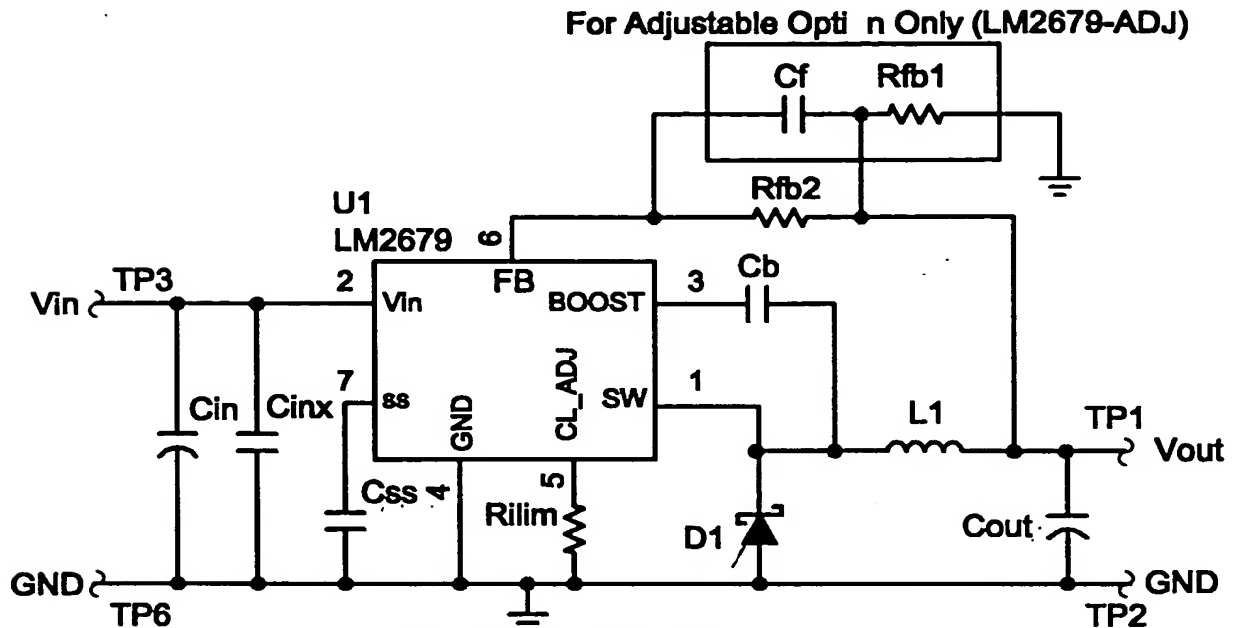 For Adjustable Opti n Only (LM2679-ADJ)
Cf
Rfb1
Rfb2
U1
LM2679
6
TP3
Vin
2
Vin
FB
BOOST
3
Cb
7
ss
GND
CL_ADJ
SW
1
Cin
Cinx
L1
TP1
Vout
Css
4
5
Rilim
D1
Cout
GND
TP6
GND
TP2